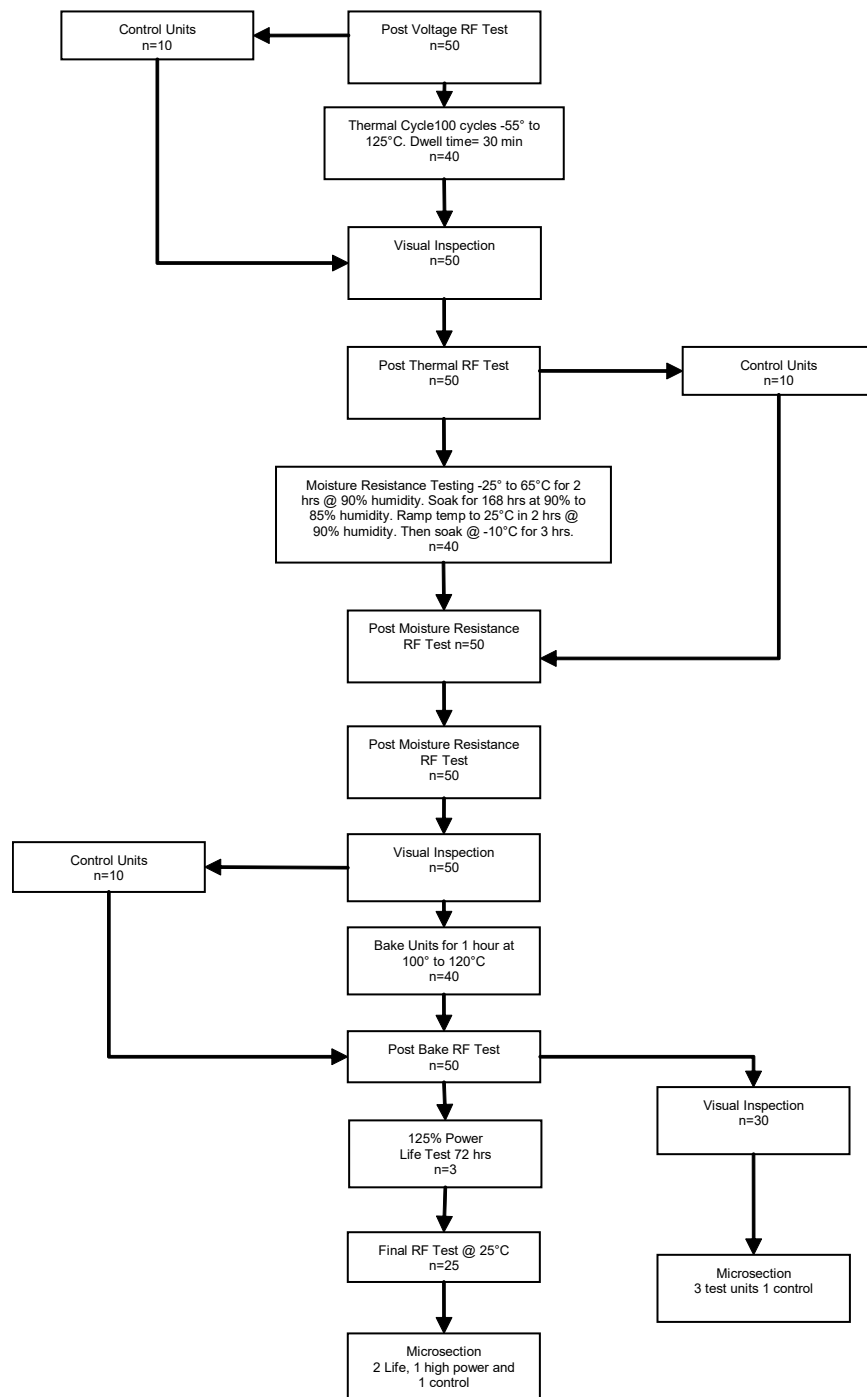 Control Units
n=10
Post Voltage RF Test
n=50
Thermal Cycle100 cycles -55° to
125°C. Dwell time= 30 min
n=40
Visual Inspection
n=50
Post Thermal RF Test
n=50
Control Units
n=10
Moisture Resistance Testing -25° to 65°C for 2
hrs @ 90% humidity. Soak for 168 hrs at 90% to
85% humidity. Ramp temp to 25°C in 2 hrs @
90% humidity. Then soak @ -10°C for 3 hrs.
n=40
Post Moisture Resistance
RF Test n=50
Post Moisture Resistance
RF Test
n=50
Control Units
n=10
Visual Inspection
n=50
Bake Units for 1 hour at
100° to 120°C
n=40
Post Bake RF Test
n=50
Visual Inspection
n=30
125% Power
Life Test 72 hrs
n=3
Final RF Test @ 25°C
n=25
Microsection
3 test units 1 control
Microsection
2 Life, 1 high power and
1 control